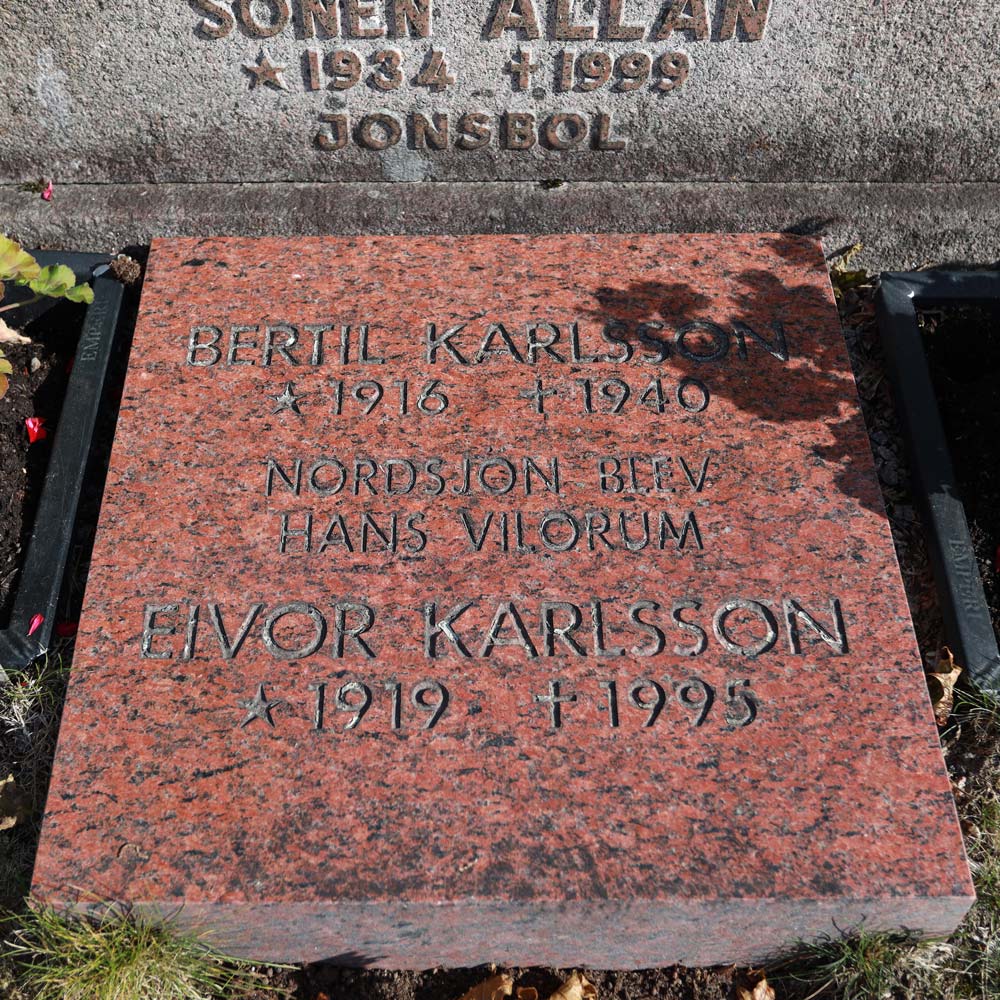 SONEN ALLAN
★ 1934 ✝ 1999
JONSBOL
BERTIL KARLSSON
★ 1916 ✝ 1940
NORDSJÖN BLEV
HANS VILORUM
EIVOR KARLSSON
★ 1919 ✝ 1995